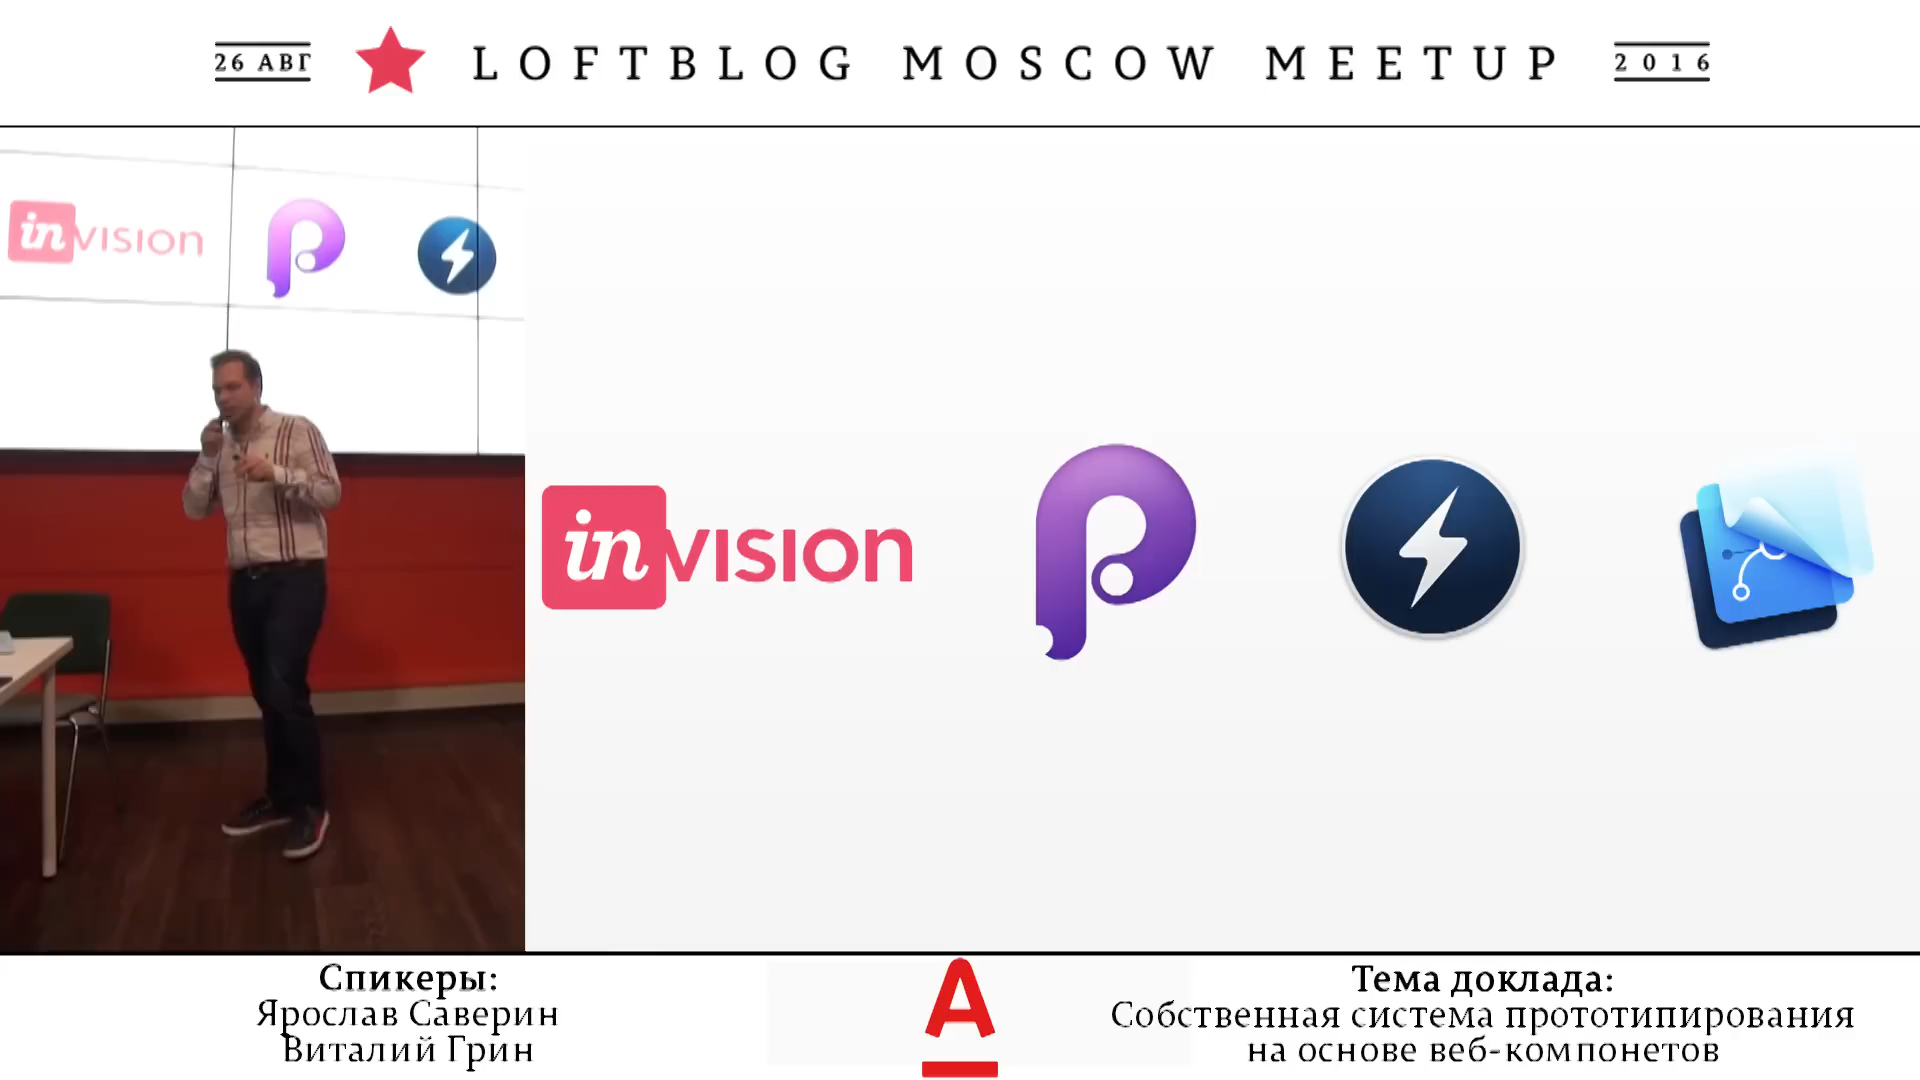 26 АВГ
LOFTBLOG MOSCOW MEETUP
2016
invision
invision
Спикеры:
Ярослав Саверин
Виталий Грин
Тема доклада:
Собственная система прототипирования
на основе веб-компонетов